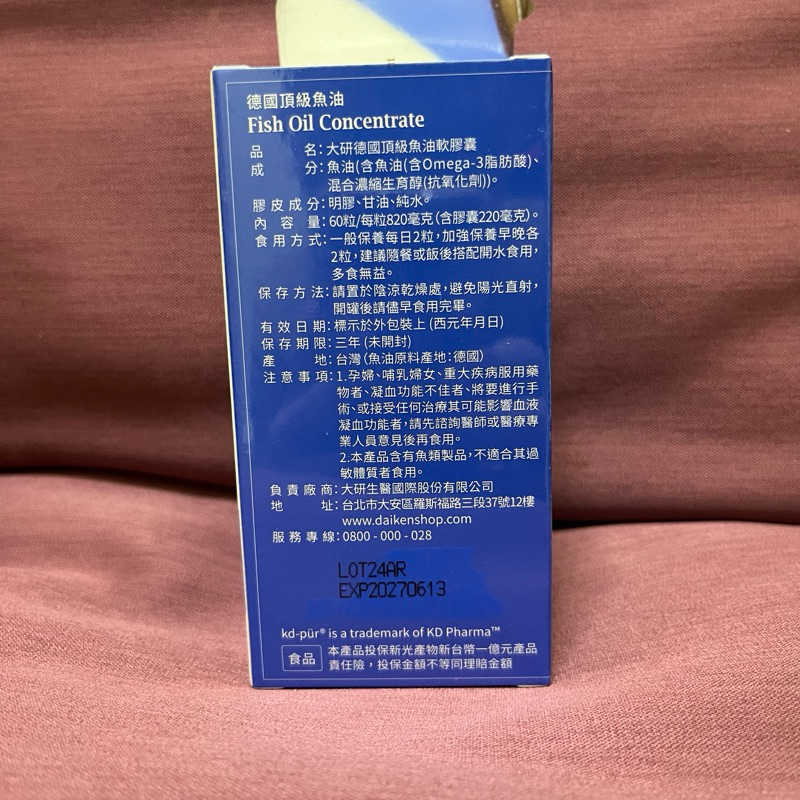 德國頂級魚油
Fish Oil Concentrate
品名：大研德國頂級魚油軟膠囊
成分：魚油(含魚油(含Omega-3脂肪酸)、
混合濃縮生育醇(抗氧化劑))。
膠皮成分：明膠、甘油、純水。
內容量：60粒/每粒820毫克(含膠囊220毫克)。
食用方式：一般保養每日2粒，加強保養早晚各
2粒，建議隨餐或飯後搭配開水食用，
多食無益。
保存方法：請置於陰涼乾燥處，避免陽光直射，
開罐後請儘早食用完畢。
有效日期：標示於外包裝上 (西元年月日)
保存期限：三年 (未開封)
產地：台灣（魚油原料產地：德國）
注意事項：1.孕婦、哺乳婦女、重大疾病服用藥
物者、凝血功能不佳者、將要進行手
術、或接受任何治療其可能影響血液
凝血功能者，請先諮詢醫師或醫療專
業人員意見後再食用。
2.本產品含有魚類製品，不適合其過
敏體質者食用。
負責廠商：大研生醫國際股份有限公司
地址：台北市大安區羅斯福路三段37號12樓
www.daikenshop.com
服務專線：0800 - 000 - 028
LOT24AR
EXP20270613
kd-pür® is a trademark of KD Pharma™
食品 本產品投保新光產物新台幣一億元產品
責任險，投保金額不等同理賠金額